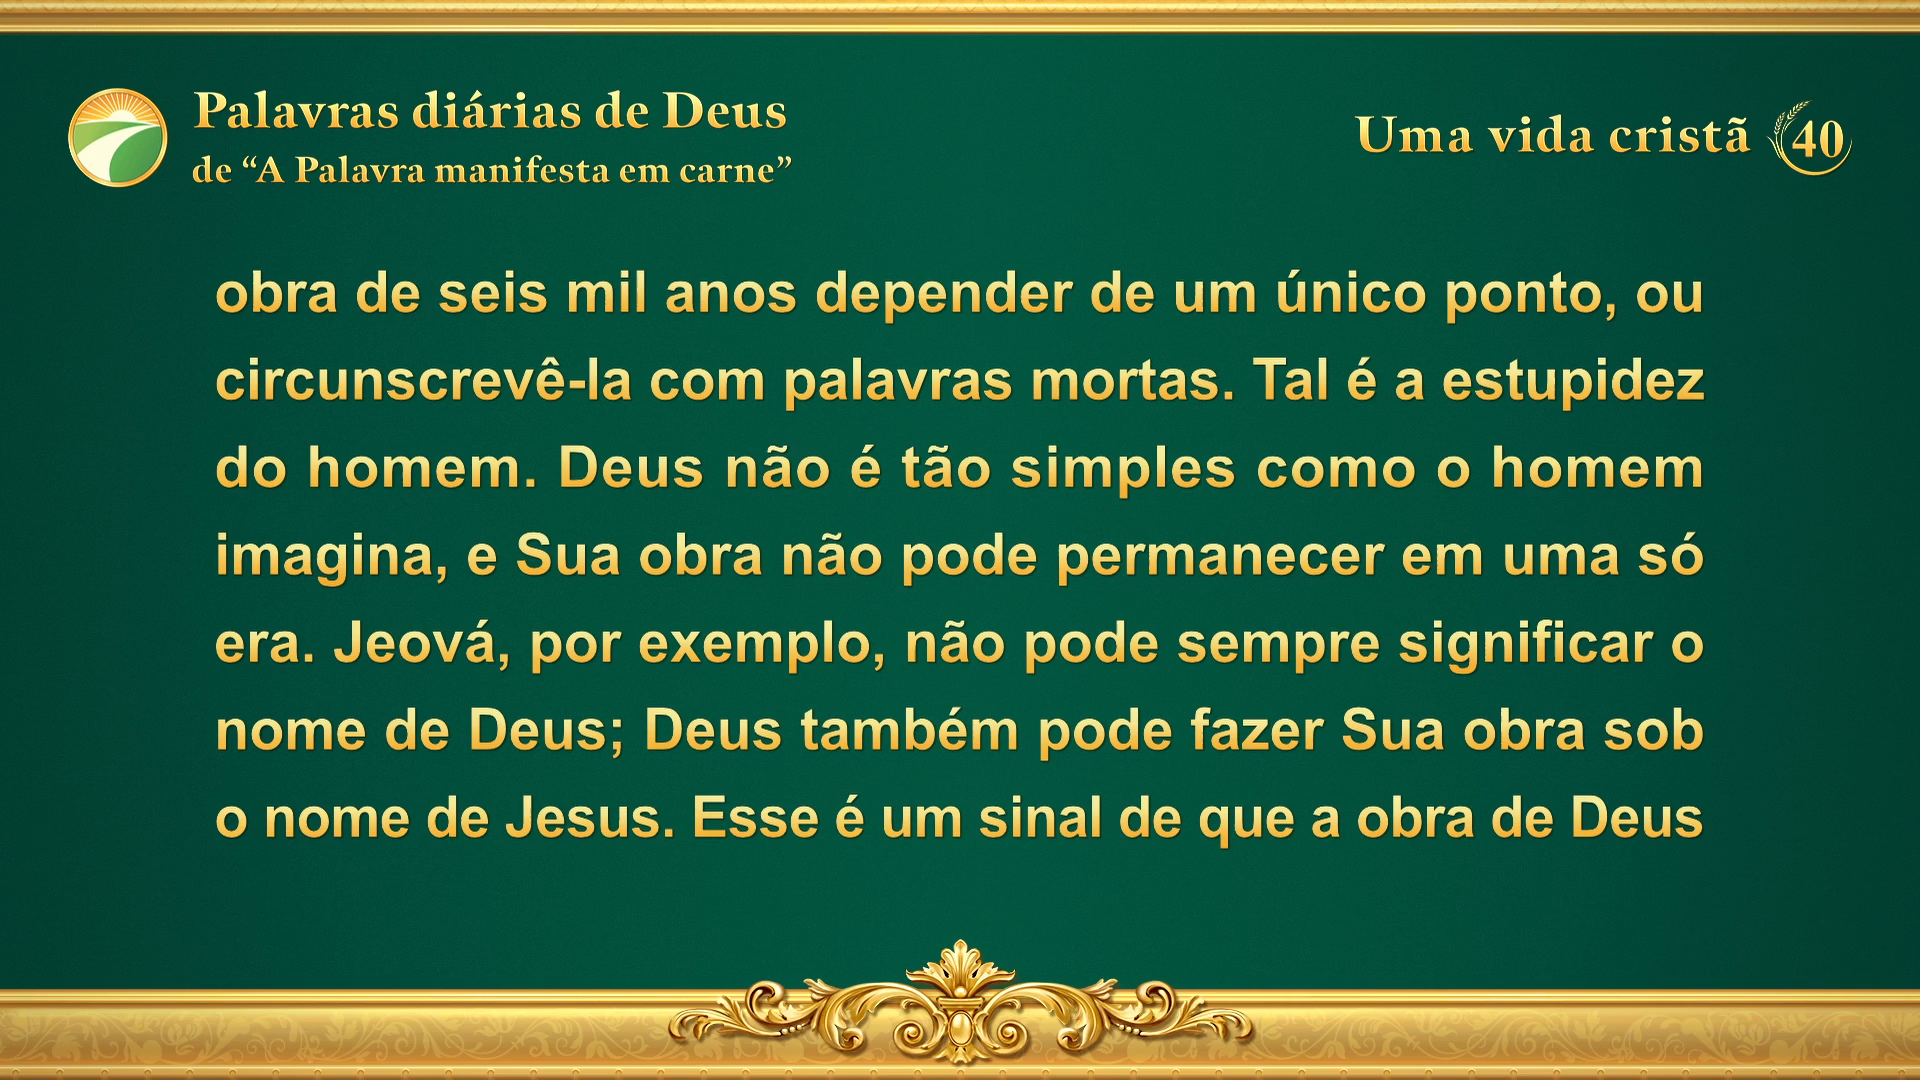 Palavras diárias de Deus
de “A Palavra manifesta em carne”
Uma vida cristã 40
obra de seis mil anos depender de um único ponto, ou
circunscrevê-la com palavras mortas. Tal é a estupidez
do homem. Deus não é tão simples como o homem
imagina, e Sua obra não pode permanecer em uma só
era. Jeová, por exemplo, não pode sempre significar o
nome de Deus; Deus também pode fazer Sua obra sob
o nome de Jesus. Esse é um sinal de que a obra de Deus